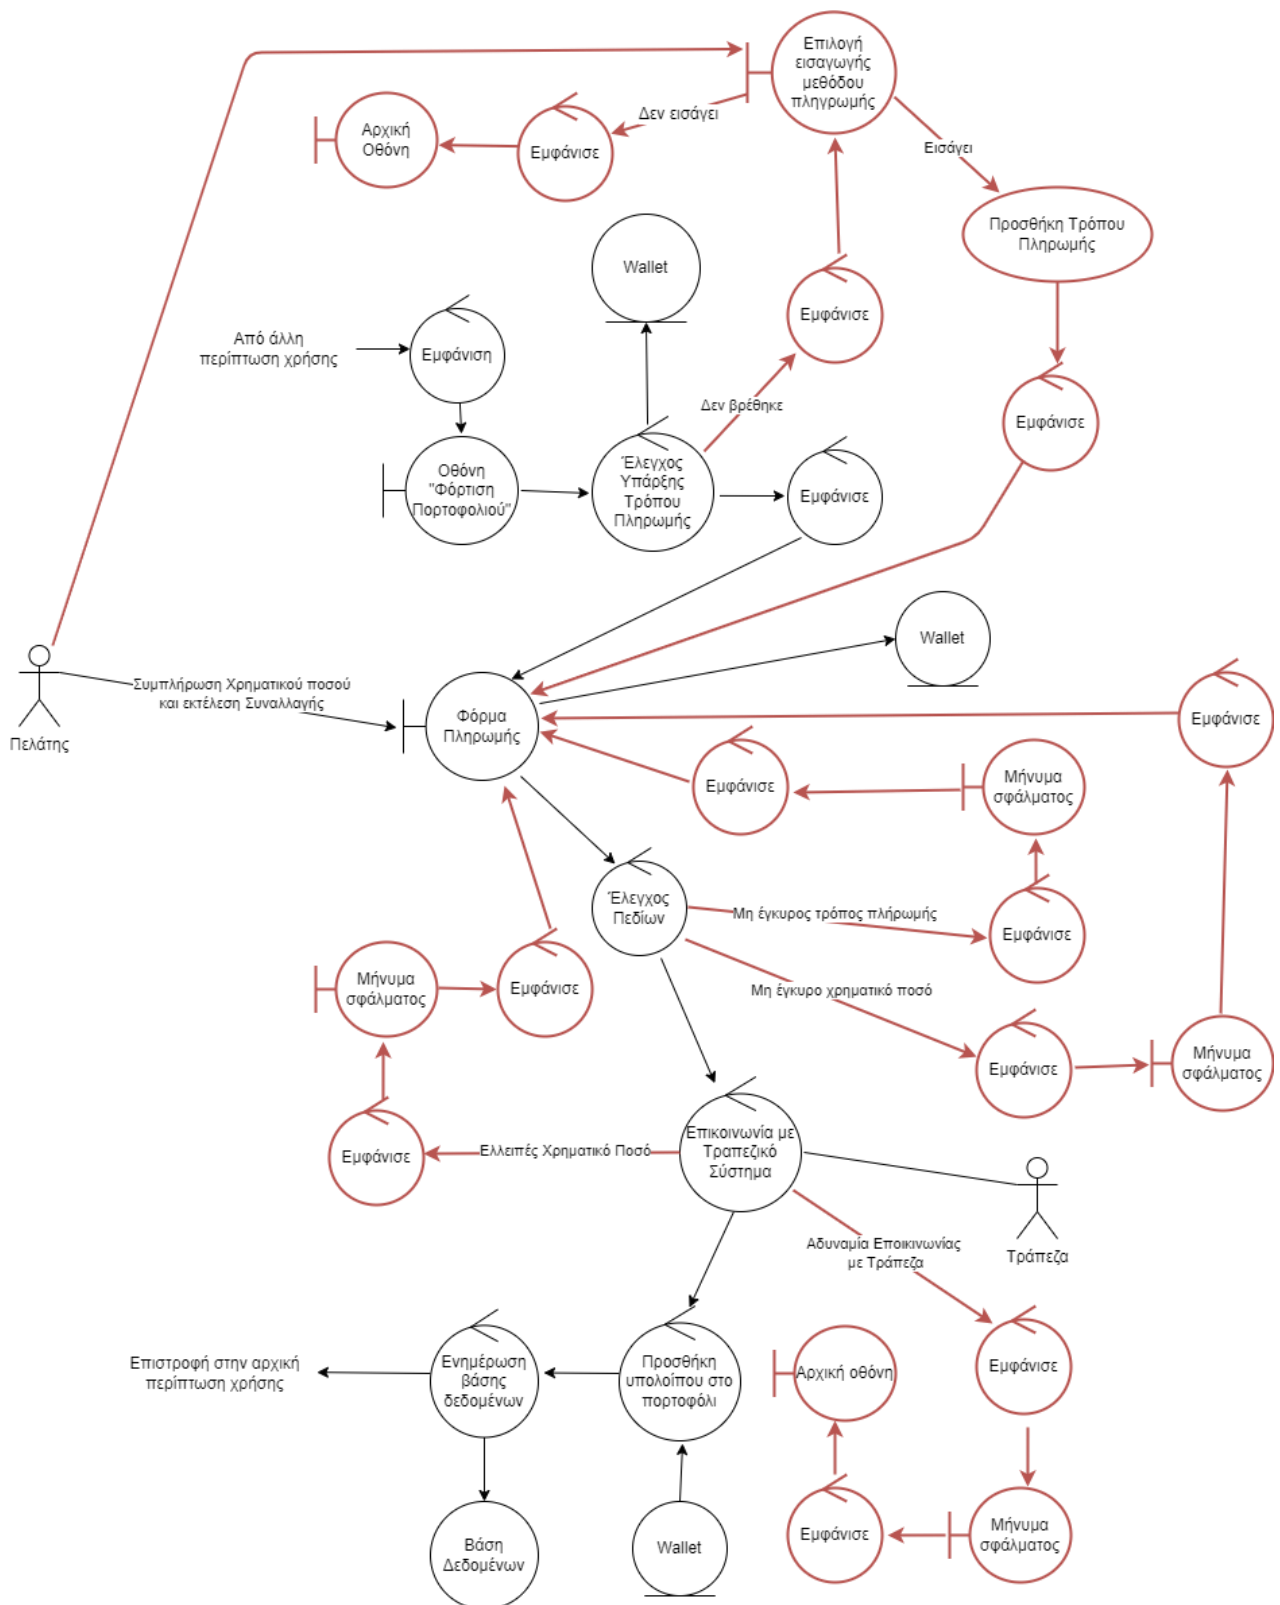 Επιλογή
εισαγωγής
μεθόδου
πληγρωμής
Δεν εισάγει
Αρχική
Οθόνη
Εμφάνισε
Εισάγει
Προσθήκη Τρόπου
Πληρωμής
Wallet
Εμφάνισε
Από άλλη
περίπτωση χρήσης
Εμφάνιση
Δεν βρέθηκε
Εμφάνισε
Οθόνη
"Φόρτιση
Πορτοφολιού"
Έλεγχος
Υπάρξης
Τρόπου
Πληρωμής
Εμφάνισε
Wallet
Συμπλήρωση Χρηματικού ποσού
και εκτέλεση Συναλλαγής
Πελάτης
Φόρμα
Πληρωμής
Εμφάνισε
Εμφάνισε
Μήνυμα
σφάλματος
Έλεγχος
Πεδίων
Μη έγκυρος τρόπος πλήρωμής
Εμφάνισε
Μήνυμα
σφάλματος
Εμφάνισε
Μη έγκυρο χρηματικό ποσό
Εμφάνισε
Μήνυμα
σφάλματος
Εμφάνισε
Ελλειπές Χρηματικό Ποσό
Επικοινωνία με
Τραπεζικό
Σύστημα
Αδυναμία Εποικινωνίας
με Τράπεζα
Τράπεζα
Επιστροφή στην αρχική
περίπτωση χρήσης
Ενημέρωση
βάσης
δεδομένων
Προσθήκη
υπολοίπου στο
πορτοφόλι
Αρχική οθόνη
Εμφάνισε
Βάση
Δεδομένων
Wallet
Εμφάνισε
Μήνυμα
σφάλματος